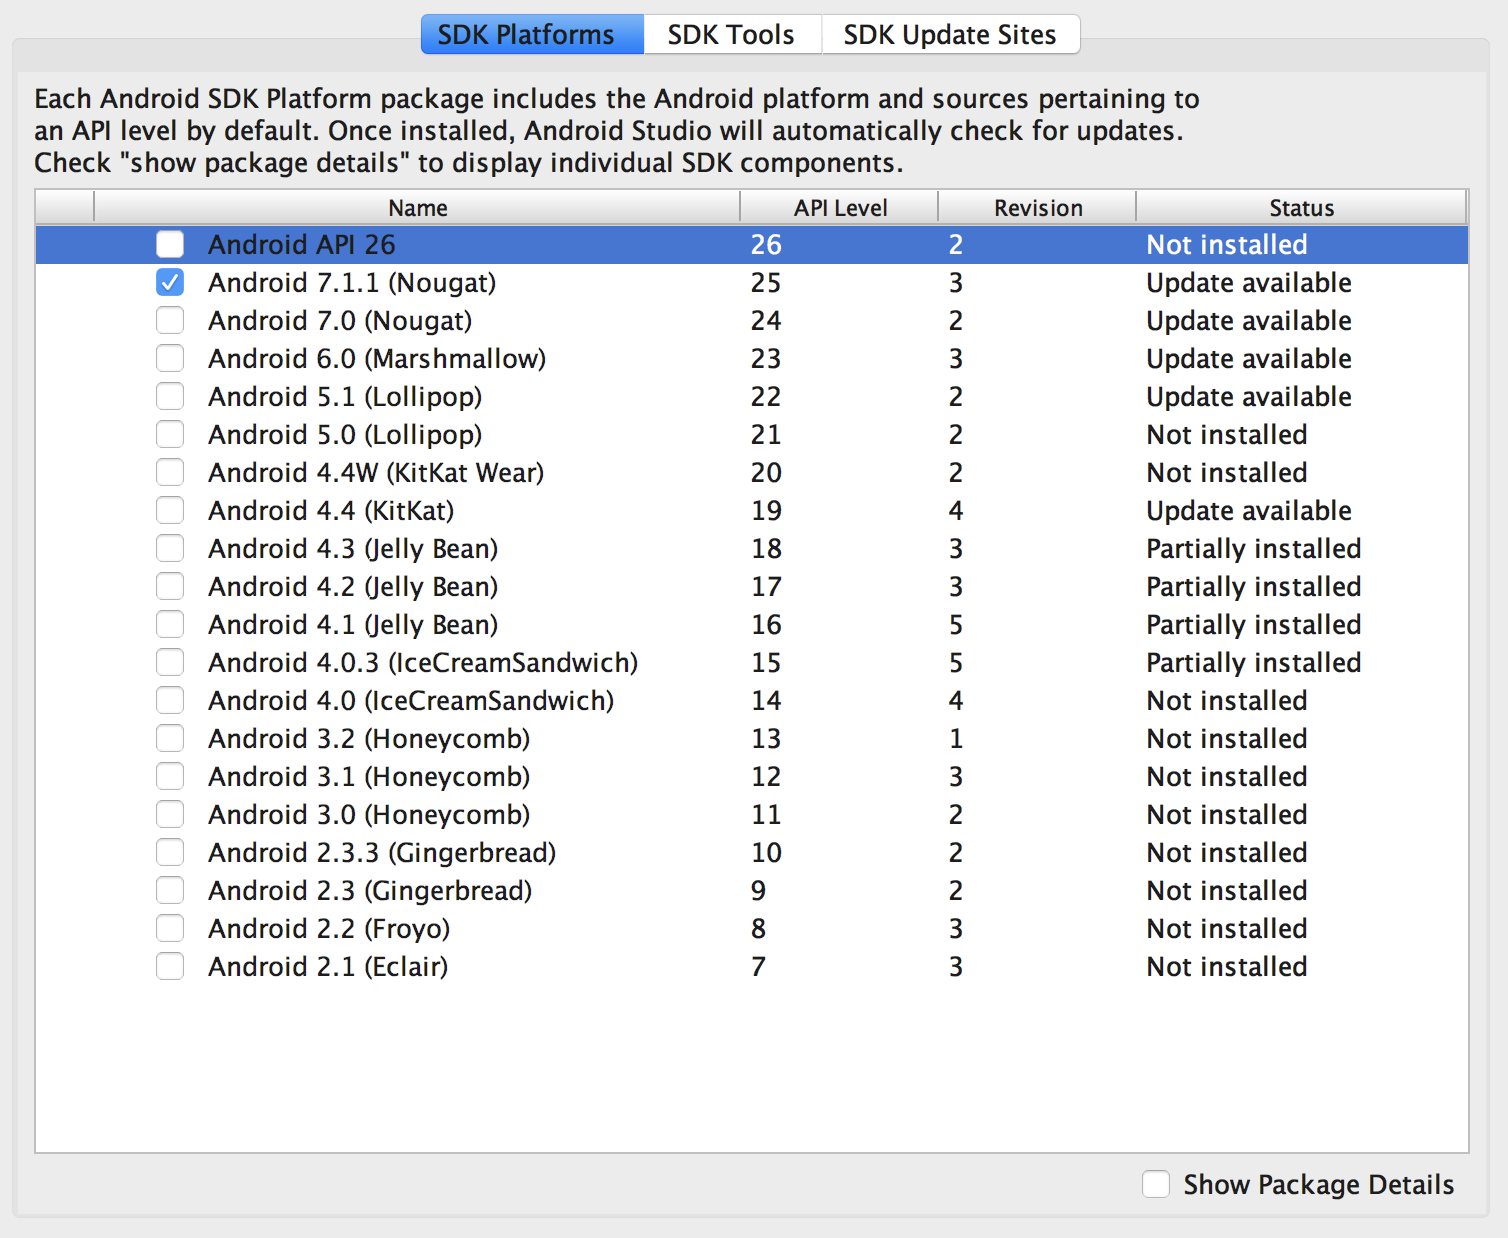 SDK Platforms SDK Tools SDK Update Sites
Each Android SDK Platform package includes the Android platform and sources pertaining to
an API level by default. Once installed, Android Studio will automatically check for updates.
Check "show package details" to display individual SDK components.
Name API Level Revision Status
Android API 26 26 2 Not installed
Android 7.1.1 (Nougat) 25 3 Update available
Android 7.0 (Nougat) 24 2 Update available
Android 6.0 (Marshmallow) 23 3 Update available
Android 5.1 (Lollipop) 22 2 Update available
Android 5.0 (Lollipop) 21 2 Not installed
Android 4.4W (KitKat Wear) 20 2 Not installed
Android 4.4 (KitKat) 19 4 Update available
Android 4.3 (Jelly Bean) 18 3 Partially installed
Android 4.2 (Jelly Bean) 17 3 Partially installed
Android 4.1 (Jelly Bean) 16 5 Partially installed
Android 4.0.3 (IceCreamSandwich) 15 5 Partially installed
Android 4.0 (IceCreamSandwich) 14 4 Not installed
Android 3.2 (Honeycomb) 13 1 Not installed
Android 3.1 (Honeycomb) 12 3 Not installed
Android 3.0 (Honeycomb) 11 2 Not installed
Android 2.3.3 (Gingerbread) 10 2 Not installed
Android 2.3 (Gingerbread) 9 2 Not installed
Android 2.2 (Froyo) 8 3 Not installed
Android 2.1 (Eclair) 7 3 Not installed
Show Package Details